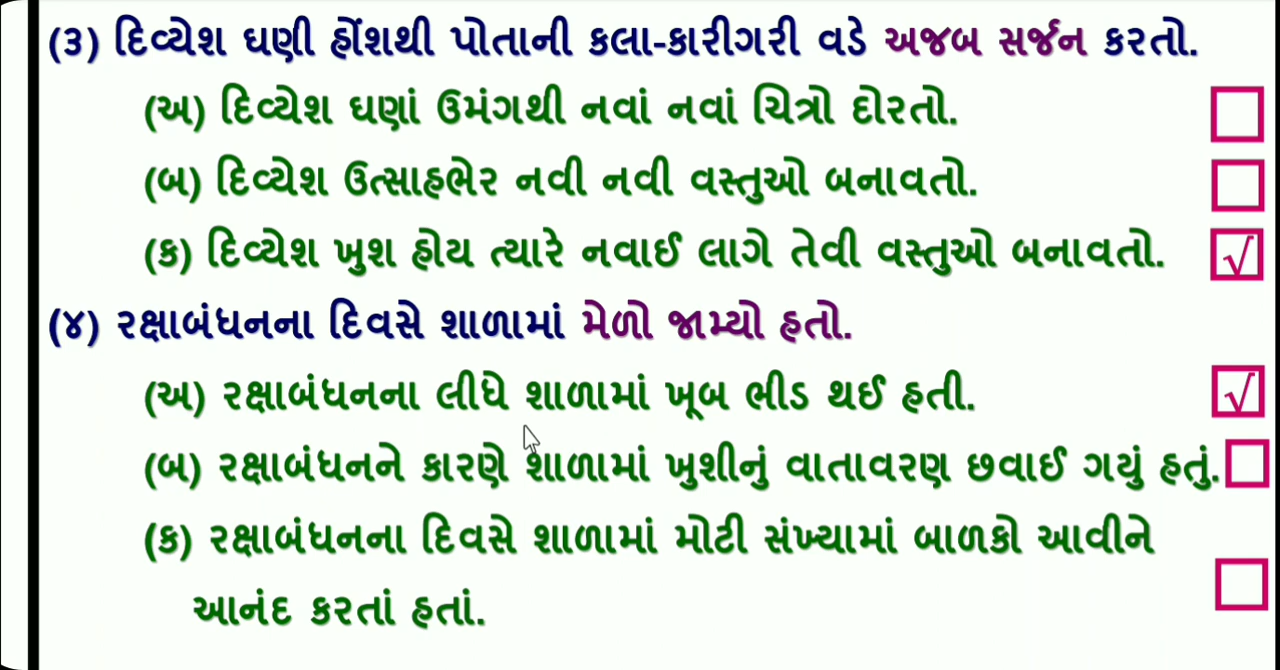 (૩) દિવ્યેશ ઘણી હોંશથી પોતાની કલા-કારીગરી વડે અજબ સર્જન કરતો.
(અ) દિવ્યેશ ઘણાં ઉમંગથી નવાં નવાં ચિત્રો દોરતો.
(બ) દિવ્યેશ ઉત્સાહભેર નવી નવી વસ્તુઓ બનાવતો.
(ક) દિવ્યેશ ખુશ હોય ત્યારે નવાઈ લાગે તેવી વસ્તુઓ બનાવતો. √
(૪) રક્ષાબંધનના દિવસે શાળામાં મેળો જામ્યો હતો.
(અ) રક્ષાબંધનના લીધે શાળામાં ખૂબ ભીડ થઈ હતી. √
(બ) રક્ષાબંધનને કારણે શાળામાં ખુશીનું વાતાવરણ છવાઈ ગયું હતું.
(ક) રક્ષાબંધનના દિવસે શાળામાં મોટી સંખ્યામાં બાળકો આવીને
આનંદ કરતાં હતાં.